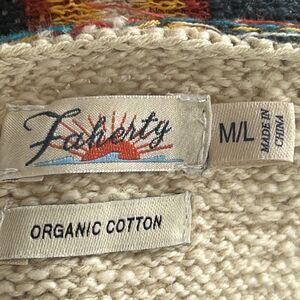 Faherty
M/L
MADE IN
CHINA
ORGANIC COTTON